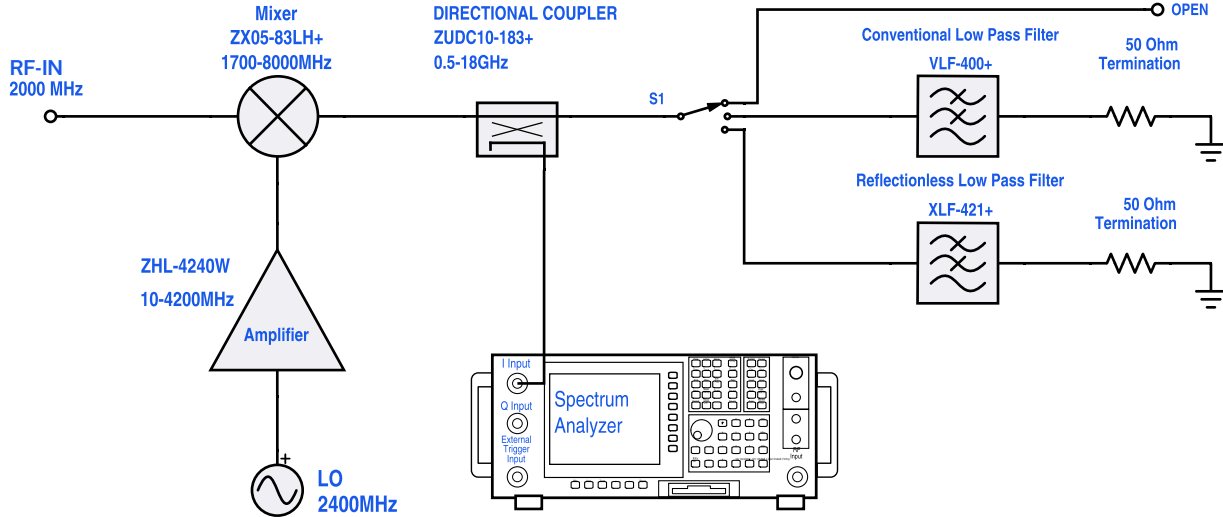 Mixer
ZX05-83LH+
1700-8000MHz
DIRECTIONAL COUPLER
ZUDC10-183+
0.5-18GHz
OPEN
Conventional Low Pass Filter
VLF-400+
50 Ohm
Termination
RF-IN
2000 MHz
S1
Reflectionless Low Pass Filter
XLF-421+
50 Ohm
Termination
ZHL-4240W
10-4200MHz
Amplifier
I Input
Q Input
External
Trigger
Input
Spectrum
Analyzer
RF
Input
+
LO
2400MHz